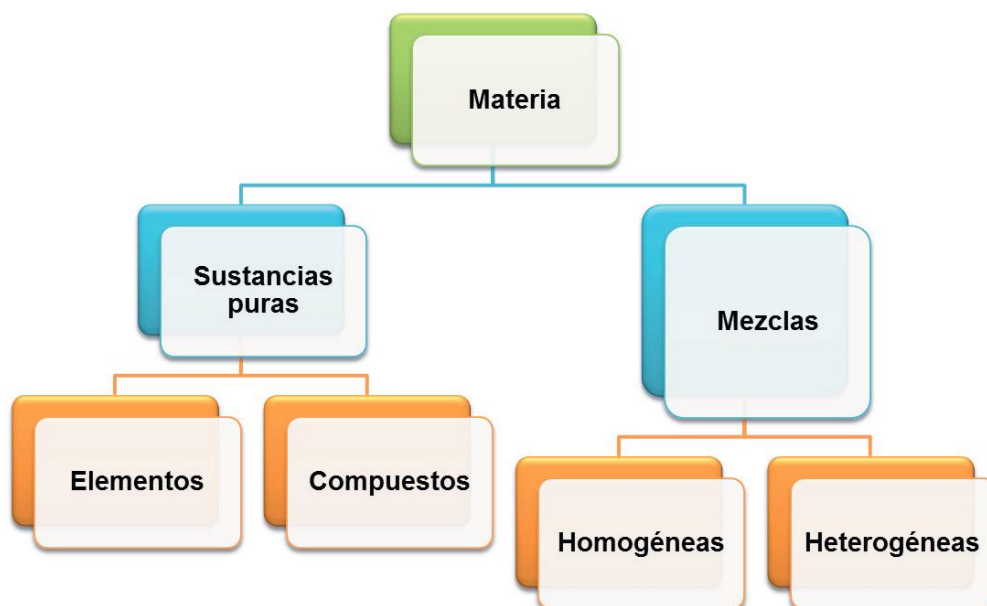 Materia
Sustancias
puras
Mezclas
Elementos
Compuestos
Homogéneas
Heterogéneas